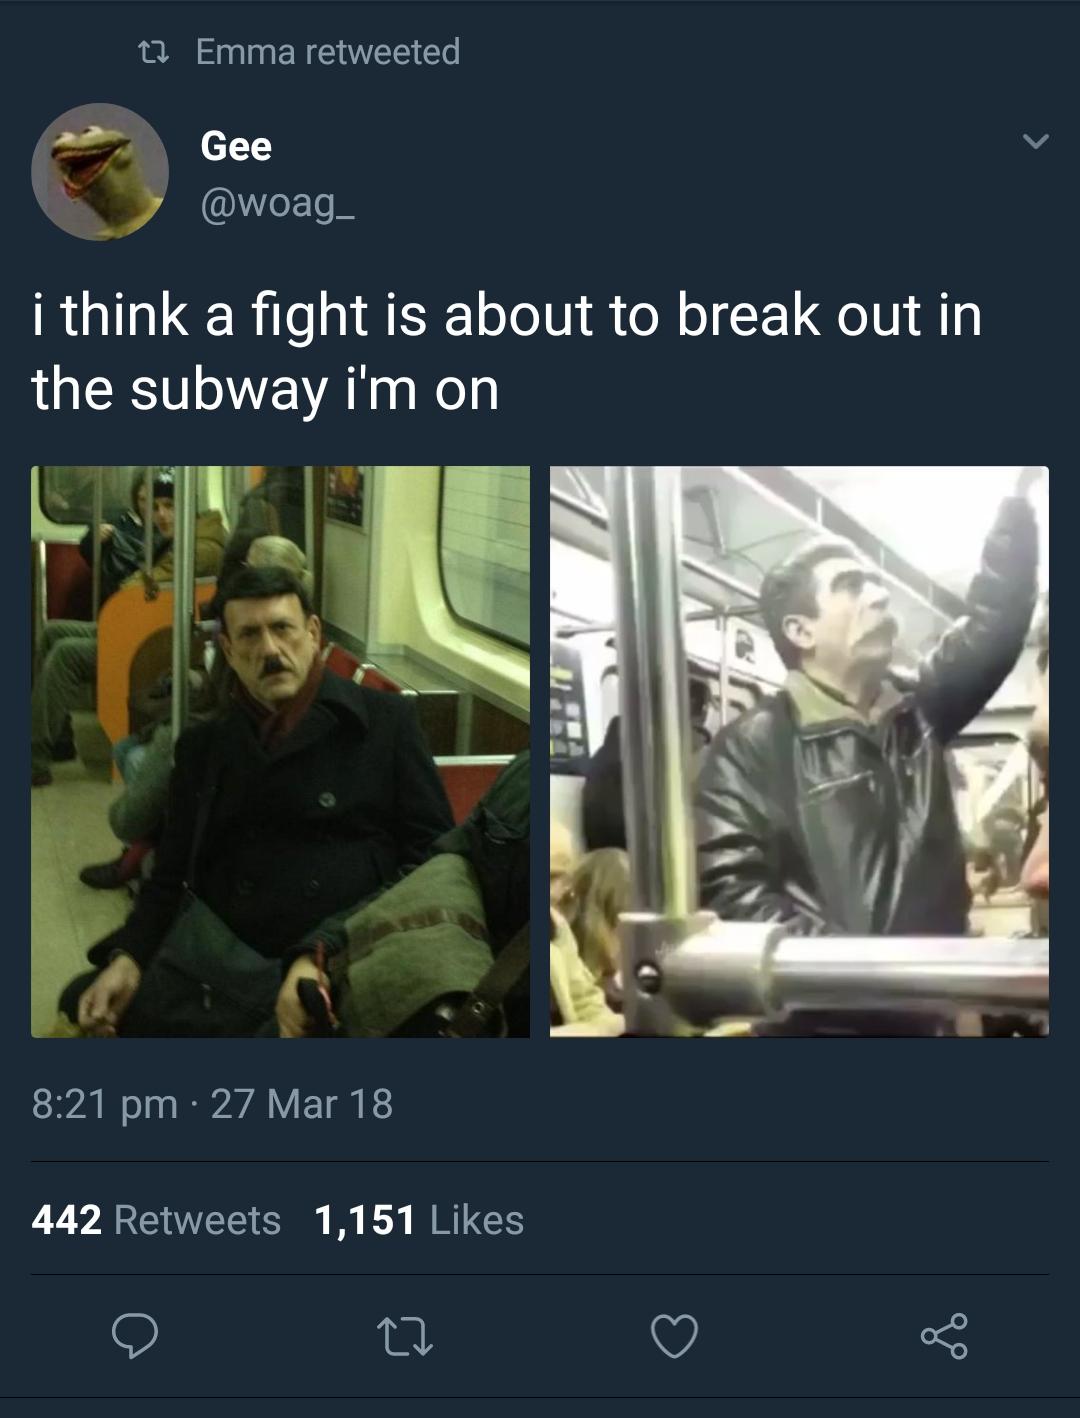 Emma retweeted
Gee
@woag_
i think a fight is about to break out in
the subway i'm on
8:21 pm · 27 Mar 18
442 Retweets 1,151 Likes